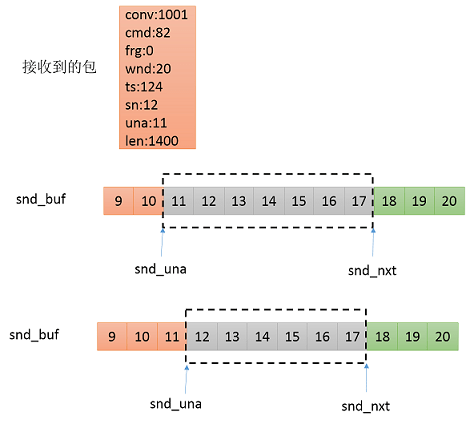 conv:1001
cmd:82
frg:0
接收到的包
wnd:20
ts:124
sn:12
una:11
len:1400
snd_buf 9 10 11 12 13 14 15 16 17 18 19 20
snd_una snd_nxt
snd_buf 9 10 11 12 13 14 15 16 17 18 19 20
snd_una snd_nxt